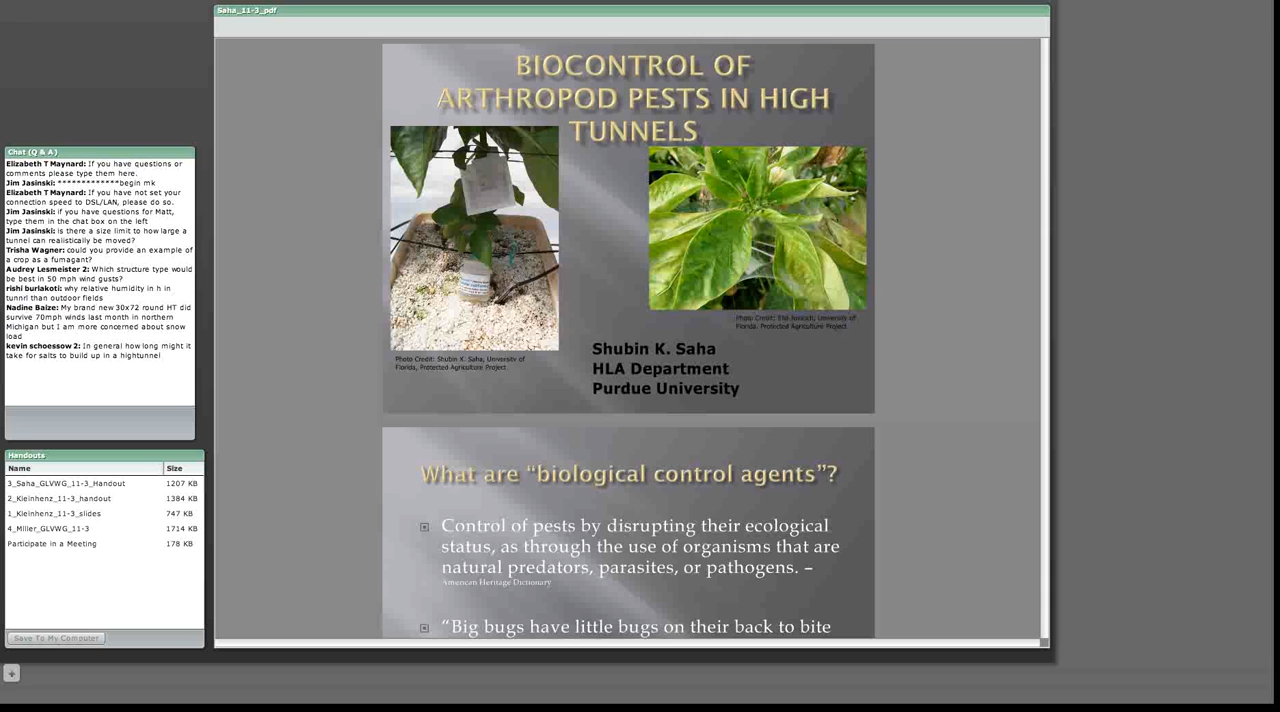 Saha_11-3_pdf
BIOCONTROL OF
ARTHROPOD PESTS IN HIGH
TUNNELS
Photo Credit: Shubin K. Saha, University of
Florida, Protected Agriculture Project
Photo Credit: Elio Jovicich, University of
Florida. Protected Agriculture Project
Shubin K. Saha
HLA Department
Purdue University
What are “biological control agents”?
Control of pests by disrupting their ecological
status, as through the use of organisms that are
natural predators, parasites, or pathogens. –
American Heritage Dictionary
“Big bugs have little bugs on their back to bite
Chat (Q & A)
Elizabeth T Maynard: If you have questions or
comments please type them here.
Jim Jasinski: *************begin mk
Elizabeth T Maynard: If you have not set your
connection speed to DSL/LAN, please do so.
Jim Jasinski: if you have questions for Matt,
type them in the chat box on the left
Jim Jasinski: is there a size limit to how large a
tunnel can realistically be moved?
Trisha Wagner: could you provide an example of
a crop as a fumagant?
Audrey Lesmeister 2: Which structure type would
be best in 50 mph wind gusts?
rishi burlakoti: why relative humidity in h in
tunnrl than outdoor fields
Nadine Baize: My brand new 30x72 round HT did
survive 70mph winds last month in northern
Michigan but I am more concerned about snow
load
kevin schoessow 2: In general how long might it
take for salts to build up in a hightunnel
Handouts
Name Size
3_Saha_GLVWG_11-3_Handout 1207 KB
2_Kleinhenz_11-3_handout 1384 KB
1_Kleinhenz_11-3_slides 747 KB
4_Miller_GLVWG_11-3 1714 KB
Participate in a Meeting 178 KB
Save To My Computer